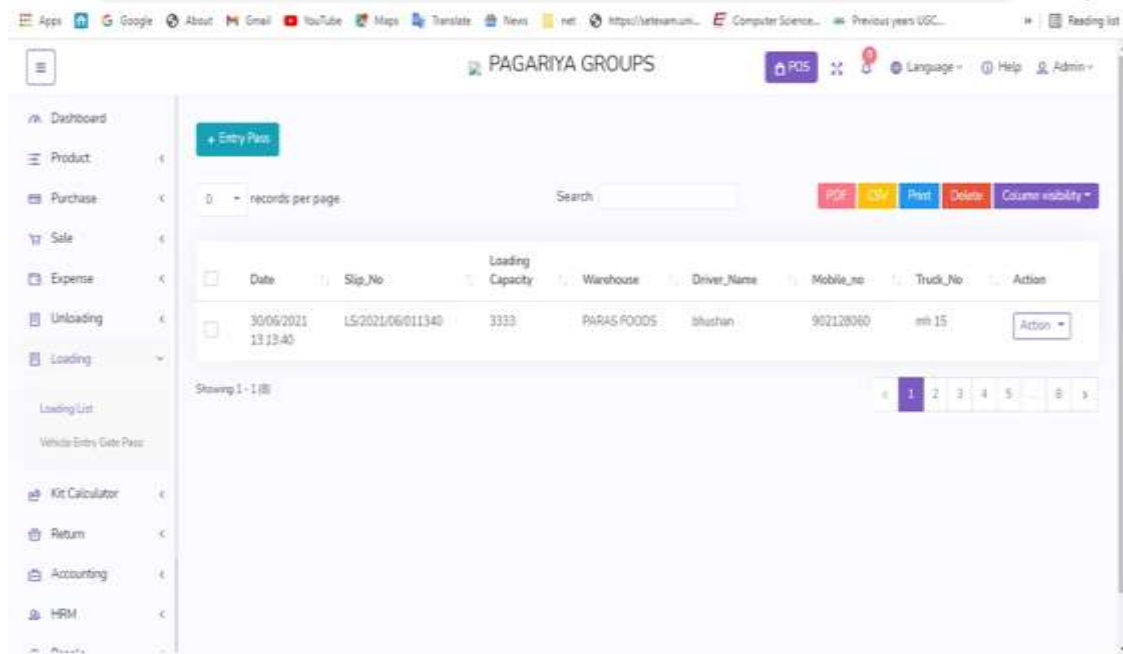 Apps G Google About Gmail YouTube Maps Translate News net Computer Science... Previous years UGC... » Reading list
PAGARIYA GROUPS POS Language Help Admin
Dashboard
+ Entry Pass
Product
Purchase
0 records per page Search PDF CSV Print Delete Column visibility
Sale
Expense
Loading
Date Slip_No Capacity Warehouse Driver_Name Mobile_no Truck_No Action
Unloading
30/06/2021 LS/2021/06/011340 3333 PARAS FOODS bhushan 902128060 mh 15 Action
13:13:40
Loading
Showing 1 - 1 (8) « 1 2 3 4 5 ... 8 »
Loading List
Vehicle Entry Gate Pass
Kit Calculator
Return
Accounting
HRM